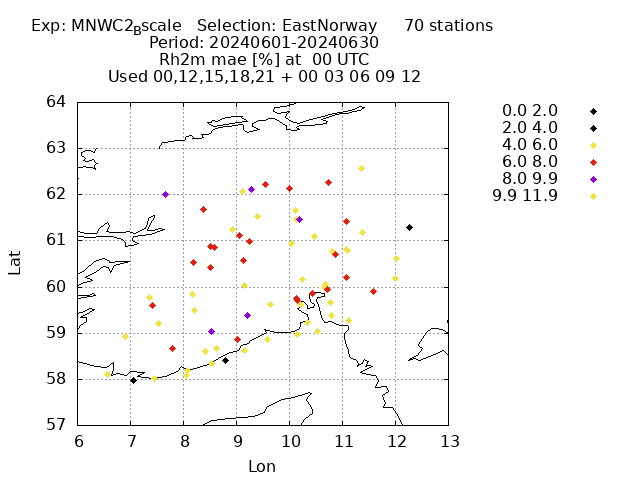 Exp: MNWC2_Bscale   Selection: EastNorway     70 stations
Period: 20240601-20240630
Rh2m mae [%] at  00 UTC
Used 00,12,15,18,21 + 00 03 06 09 12
0.0 2.0
2.0 4.0
4.0 6.0
6.0 8.0
8.0 9.9
9.9 11.9
64
63
62
61
60
59
58
57
Lat
6 7 8 9 10 11 12 13
Lon